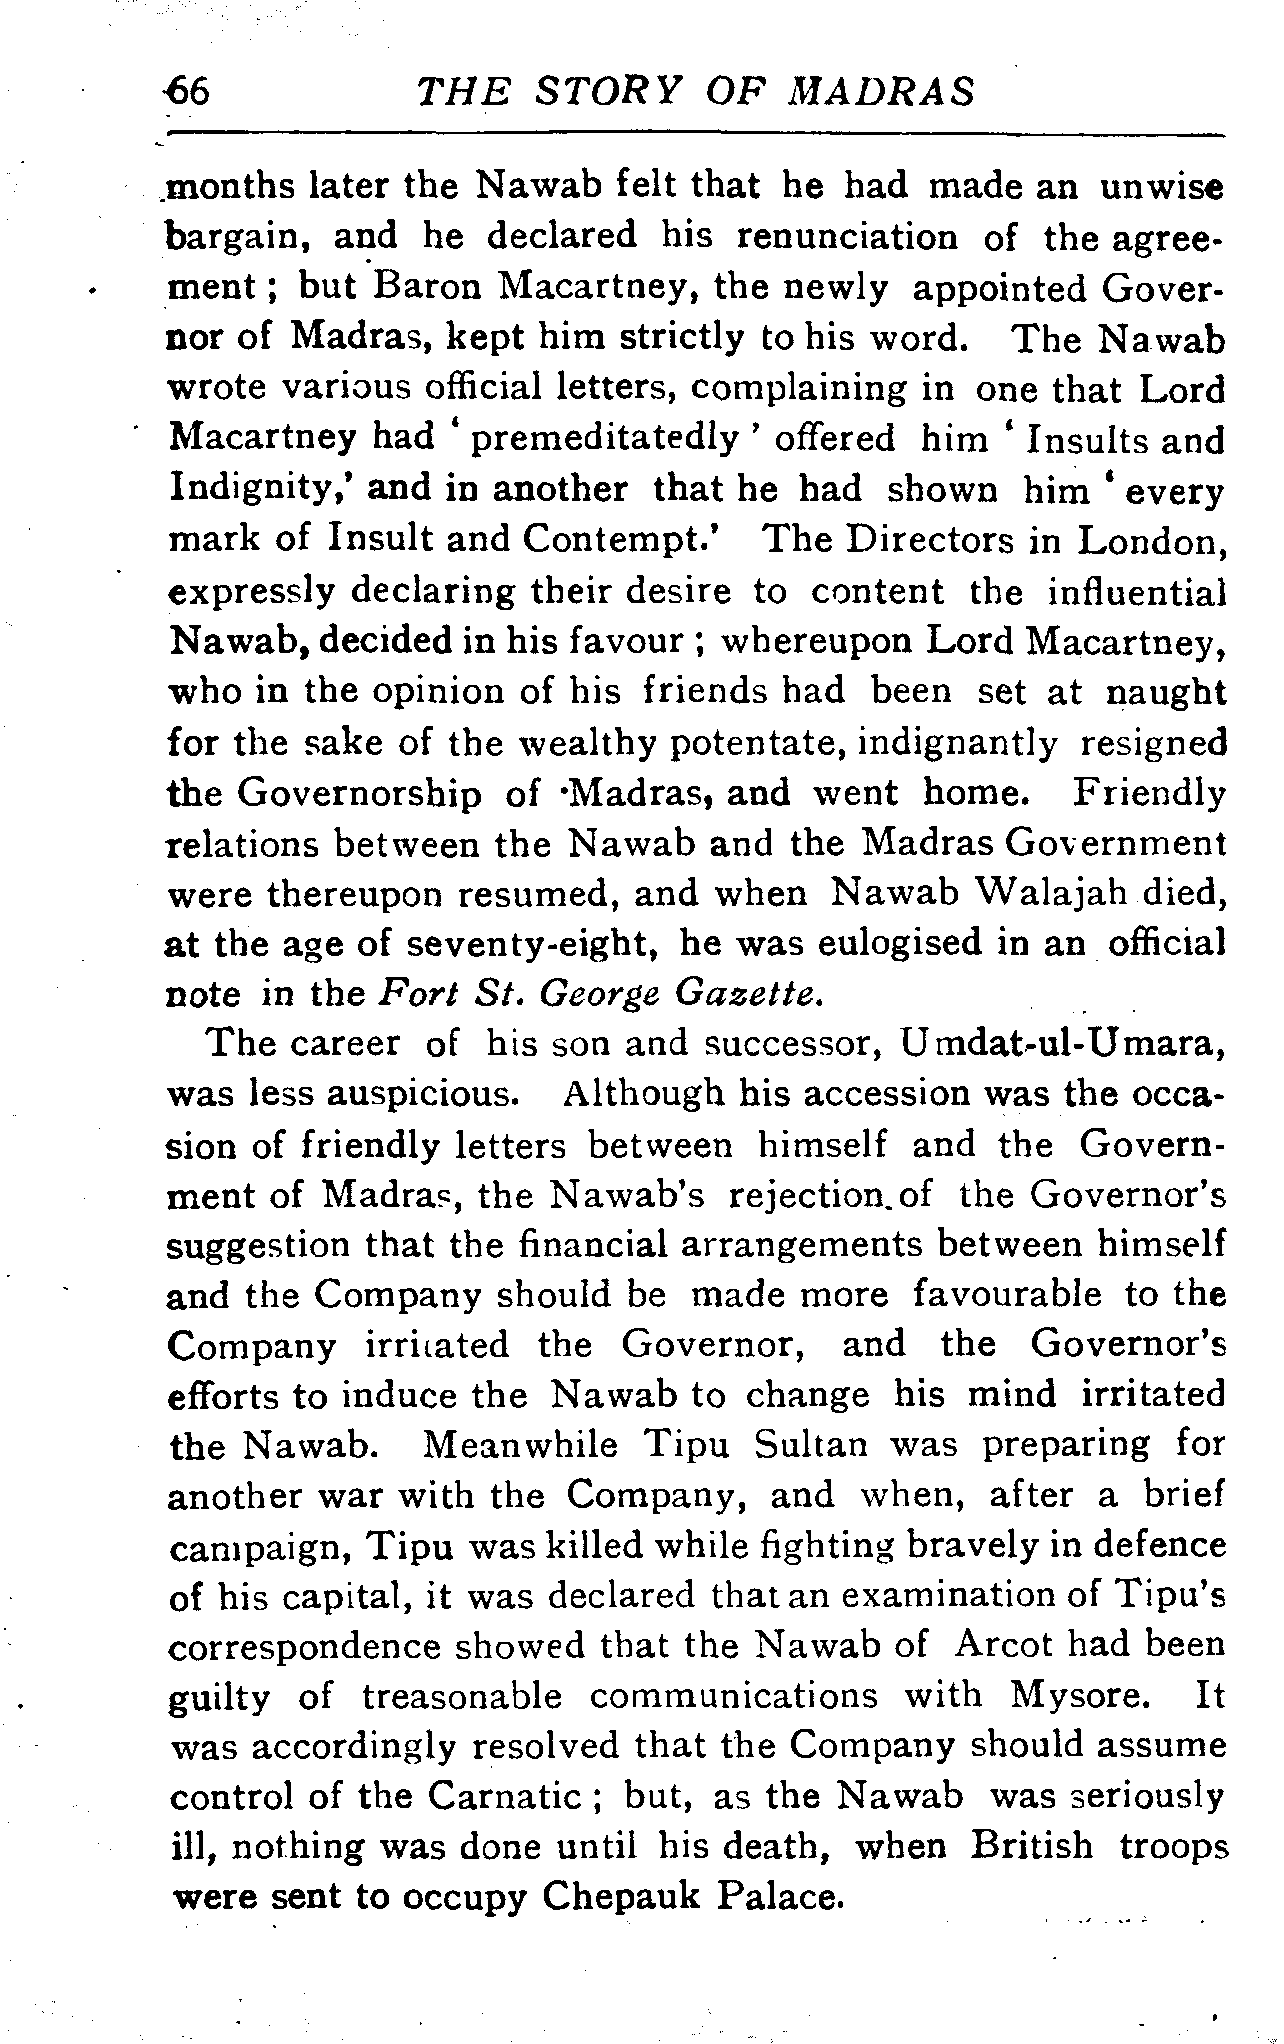 66 THE STORY OF MADRAS
months later the Nawab felt that he had made an unwise
bargain, and he declared his renunciation of the agree-
ment ; but Baron Macartney, the newly appointed Gover-
nor of Madras, kept him strictly to his word. The Nawab
wrote various official letters, complaining in one that Lord
Macartney had ‘ premeditatedly ’ offered him ‘ Insults and
Indignity,’ and in another that he had shown him ‘ every
mark of Insult and Contempt.’ The Directors in London,
expressly declaring their desire to content the influential
Nawab, decided in his favour ; whereupon Lord Macartney,
who in the opinion of his friends had been set at naught
for the sake of the wealthy potentate, indignantly resigned
the Governorship of Madras, and went home. Friendly
relations between the Nawab and the Madras Government
were thereupon resumed, and when Nawab Walajah died,
at the age of seventy-eight, he was eulogised in an official
note in the Fort St. George Gazette.
The career of his son and successor, Umdat-ul-Umara,
was less auspicious. Although his accession was the occa-
sion of friendly letters between himself and the Govern-
ment of Madras, the Nawab's rejection of the Governor's
suggestion that the financial arrangements between himself
and the Company should be made more favourable to the
Company irritated the Governor, and the Governor's
efforts to induce the Nawab to change his mind irritated
the Nawab. Meanwhile Tipu Sultan was preparing for
another war with the Company, and when, after a brief
campaign, Tipu was killed while fighting bravely in defence
of his capital, it was declared that an examination of Tipu's
correspondence showed that the Nawab of Arcot had been
guilty of treasonable communications with Mysore. It
was accordingly resolved that the Company should assume
control of the Carnatic ; but, as the Nawab was seriously
ill, nothing was done until his death, when British troops
were sent to occupy Chepauk Palace.